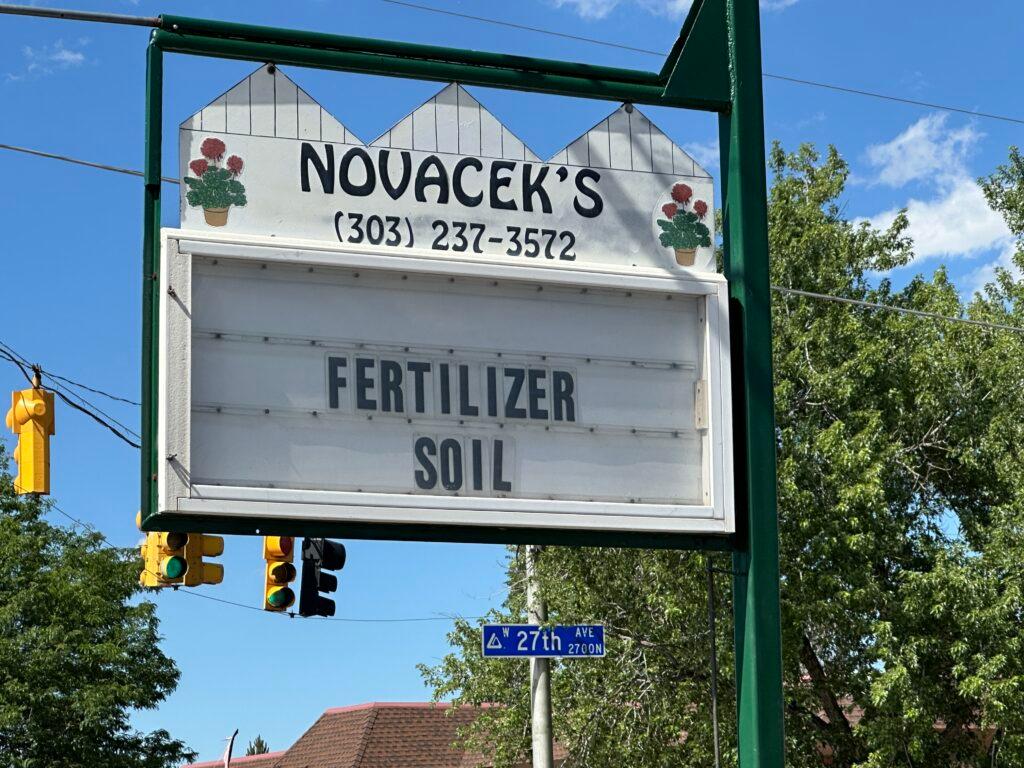 NOVACEK'S
(303) 237-3572
FERTILIZER
SOIL
W 27th AVE
2700N